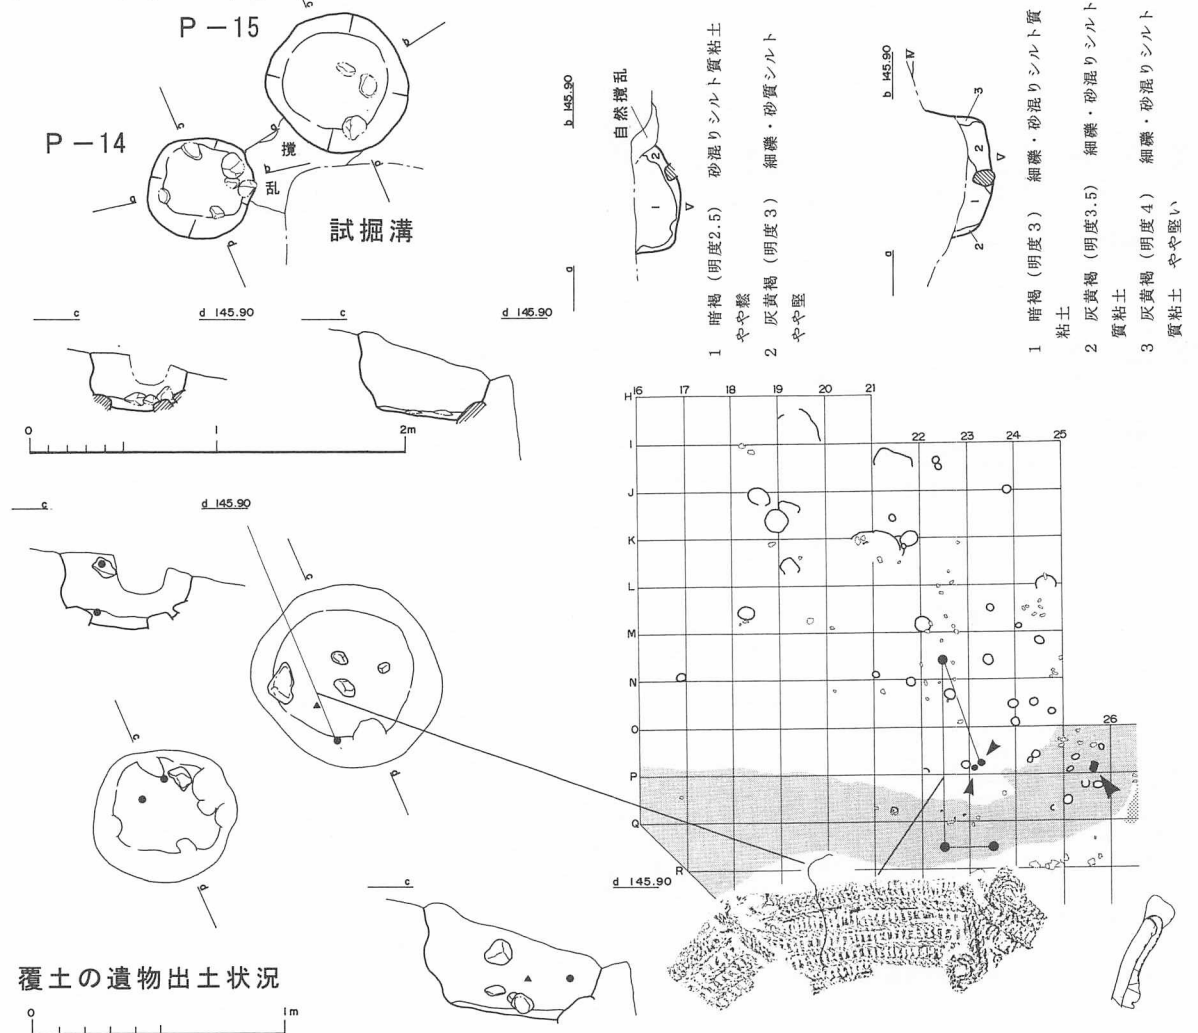 P－15
P－14
攪
乱
試掘溝
a
a
b
b
c
c
d
d
c
d 145.90
c
d 145.90
0 1 2m
自然攪乱
b 145.90
a
1
2
V
1 暗褐（明度2.5） 砂混りシルト質粘土
やや鬆
2 灰黄褐（明度3） 細礫・砂質シルト
やや堅
b 145.90
a
IV
V
3
2
1
2
1 暗褐（明度3） 細礫・砂混りシルト質
粘土
2 灰黄褐（明度3.5） 細礫・砂混りシルト
質粘土
3 灰黄褐（明度4） 細礫・砂混りシルト
質粘土 やや堅い
16 17 18 19 20 21
22 23 24 25
26
H
I
J
K
L
M
N
O
P
Q
R
c
d 145.90
c
d
c
d
c
d 145.90
覆土の遺物出土状況
0 1m